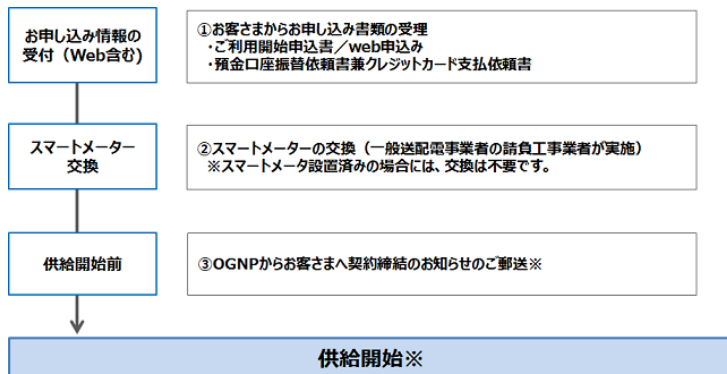 お申し込み情報の
受付（Web含む）
①お客さまからお申し込み書類の受理
・ご利用開始申込書／web申込み
・預金口座振替依頼書兼クレジットカード支払依頼書
スマートメーター
交換
②スマートメーターの交換（一般送配電事業者の請負工事業者が実施）
※スマートメータ設置済みの場合には、交換は不要です。
供給開始前
③OGNPからお客さまへ契約締結のお知らせのご郵送※
供給開始※